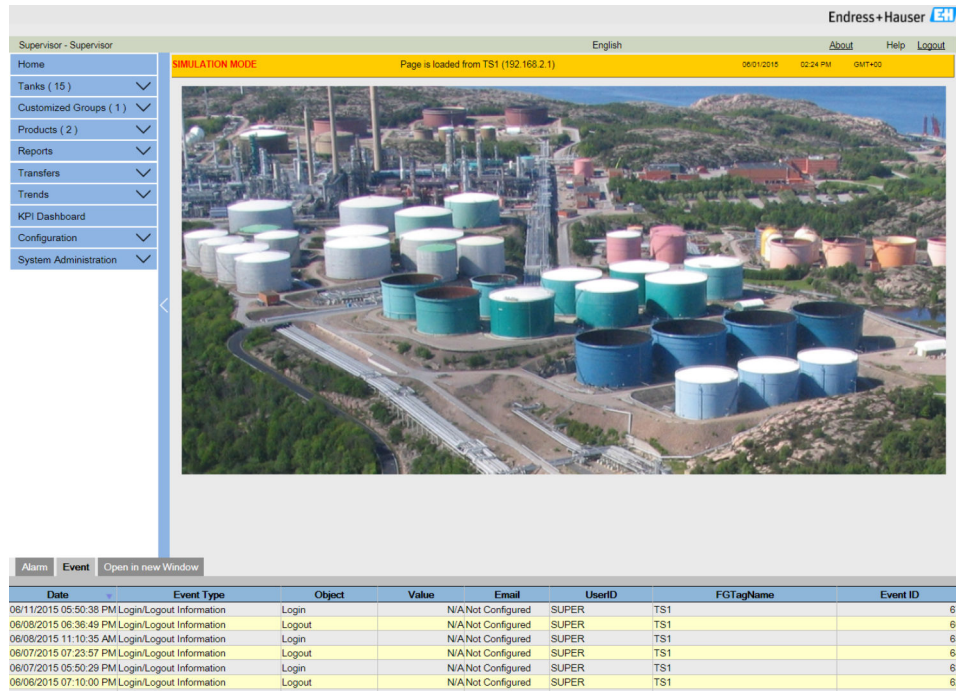 Endress+Hauser EH
Supervisor - Supervisor English About Help Logout
Home
SIMULATION MODE Page is loaded from TS1 (192.168.2.1) 06/01/2015 02:24 PM GMT+00
Tanks ( 15 )
Customized Groups ( 1 )
Products ( 2 )
Reports
Transfers
Trends
KPI Dashboard
Configuration
System Administration
Alarm Event Open in new Window
Date Event Type Object Value Email UserID FGTagName Event ID
06/11/2015 05:50:38 PM Login/Logout Information Login N/A Not Configured SUPER TS1 6
06/08/2015 06:36:49 PM Login/Logout Information Logout N/A Not Configured SUPER TS1 6
06/08/2015 11:10:35 AM Login/Logout Information Login N/A Not Configured SUPER TS1 6
06/07/2015 07:23:57 PM Login/Logout Information Logout N/A Not Configured SUPER TS1 6
06/07/2015 05:50:29 PM Login/Logout Information Login N/A Not Configured SUPER TS1 6
06/06/2015 07:10:00 PM Login/Logout Information Logout N/A Not Configured SUPER TS1 6